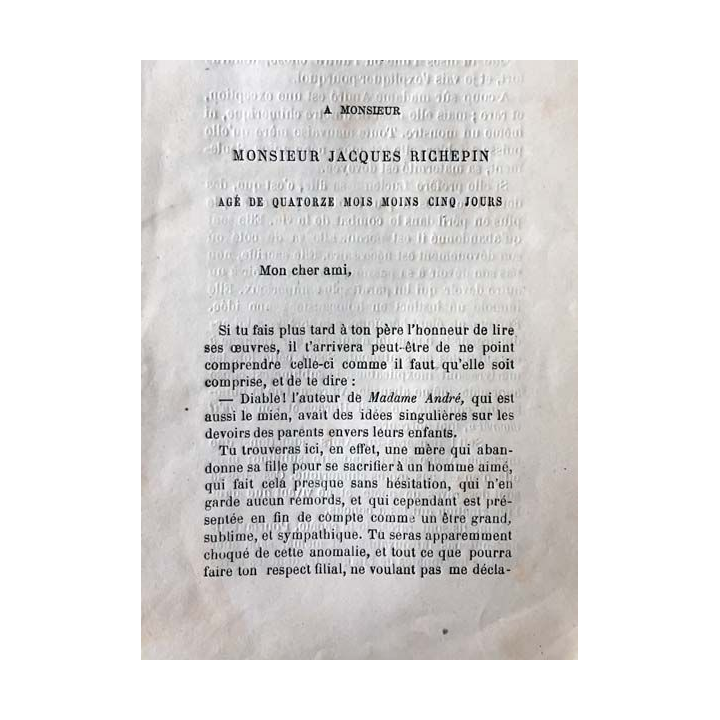 A MONSIEUR
MONSIEUR JACQUES RICHEPIN
AGÉ DE QUATORZE MOIS MOINS CINQ JOURS
Mon cher ami,
Si tu fais plus tard à ton père l'honneur de lire
ses œuvres, il t'arrivera peut-être de ne point
comprendre celle-ci comme il faut qu'elle soit
comprise, et de te dire :
— Diable! l'auteur de Madame André, qui est
aussi le mien, avait des idées singulières sur les
devoirs des parents envers leurs enfants.
Tu trouveras ici, en effet, une mère qui aban-
donne sa fille pour se sacrifier à un homme aimé,
qui fait cela presque sans hésitation, qui n'en
garde aucun remords, et qui cependant est pré-
sentée en fin de compte comme un être grand,
sublime, et sympathique. Tu seras apparemment
choqué de cette anomalie, et tout ce que pourra
faire ton respect filial, ne voulant pas me décla-